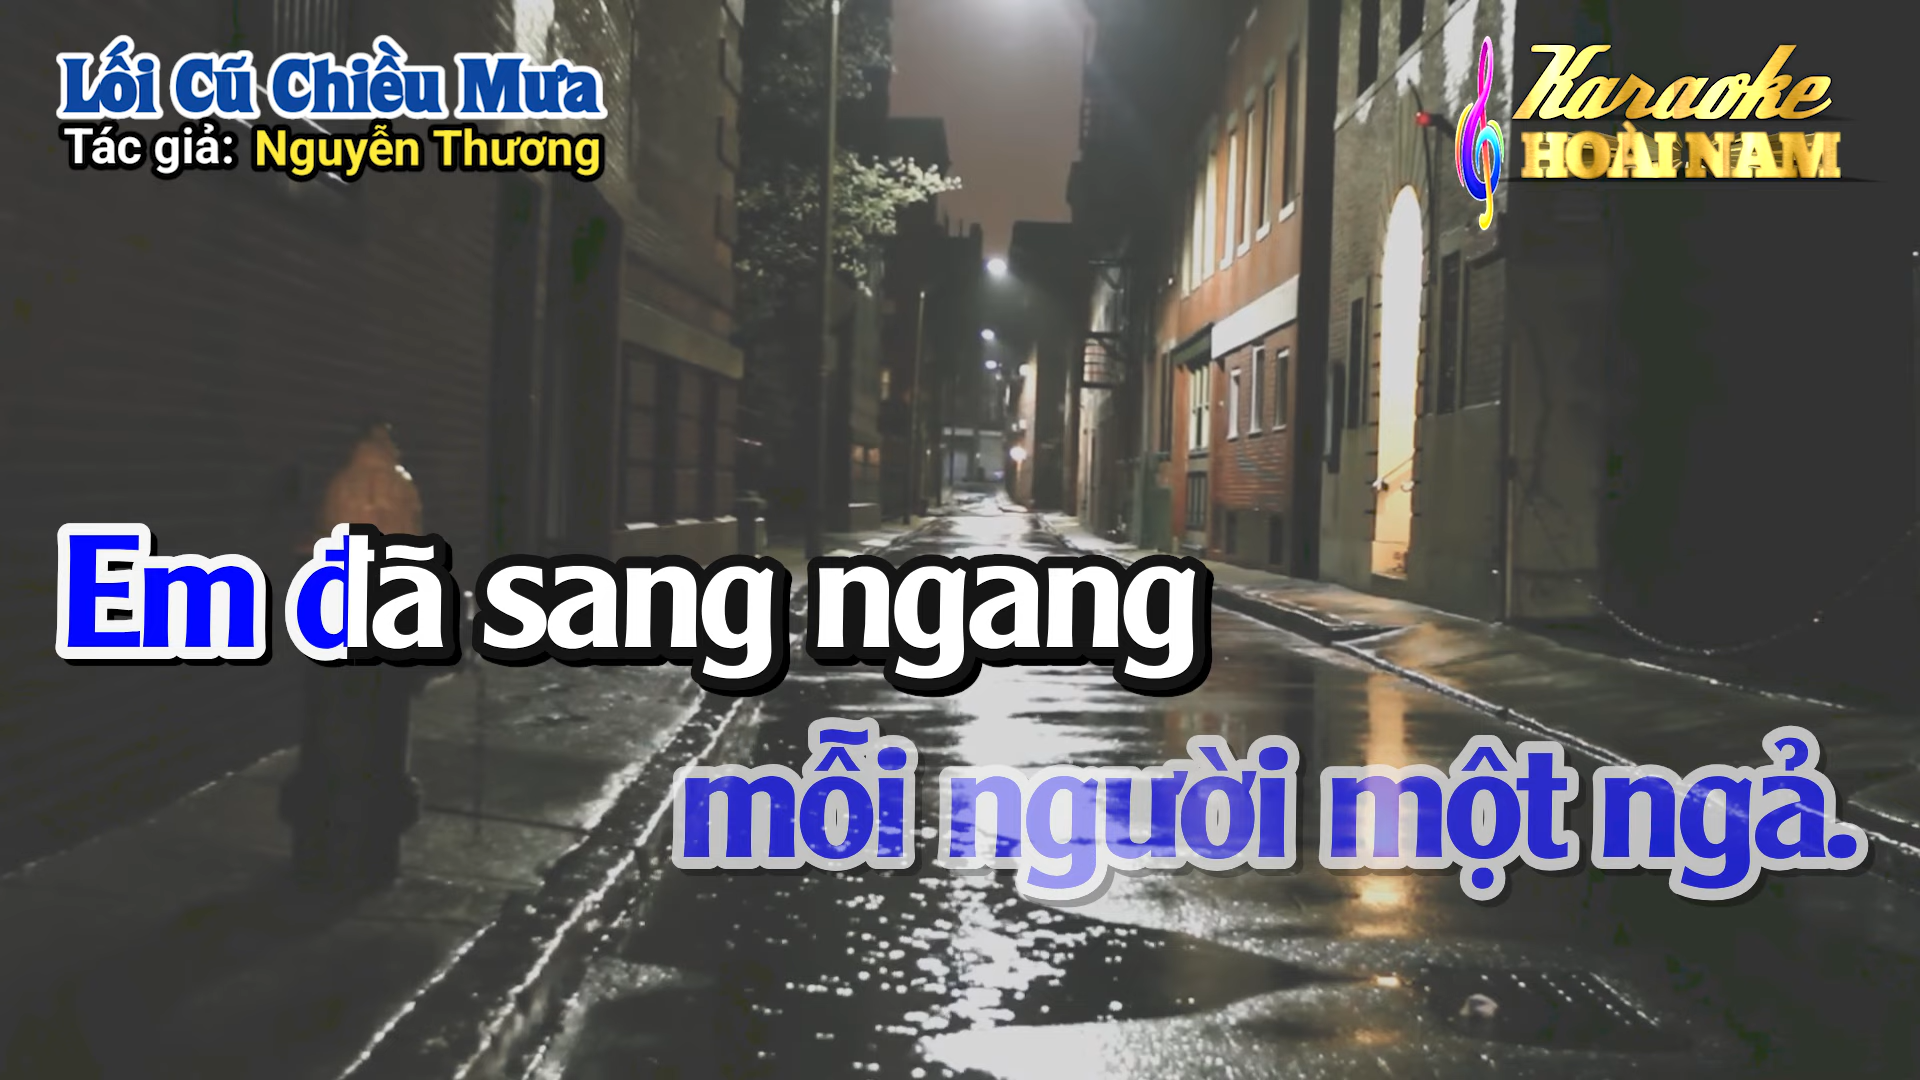 Lối Cũ Chiều Mưa
Tác giả: Nguyễn Thương
Karaoke
HOÀI NAM
Em đã sang ngang
mỗi người một ngả.